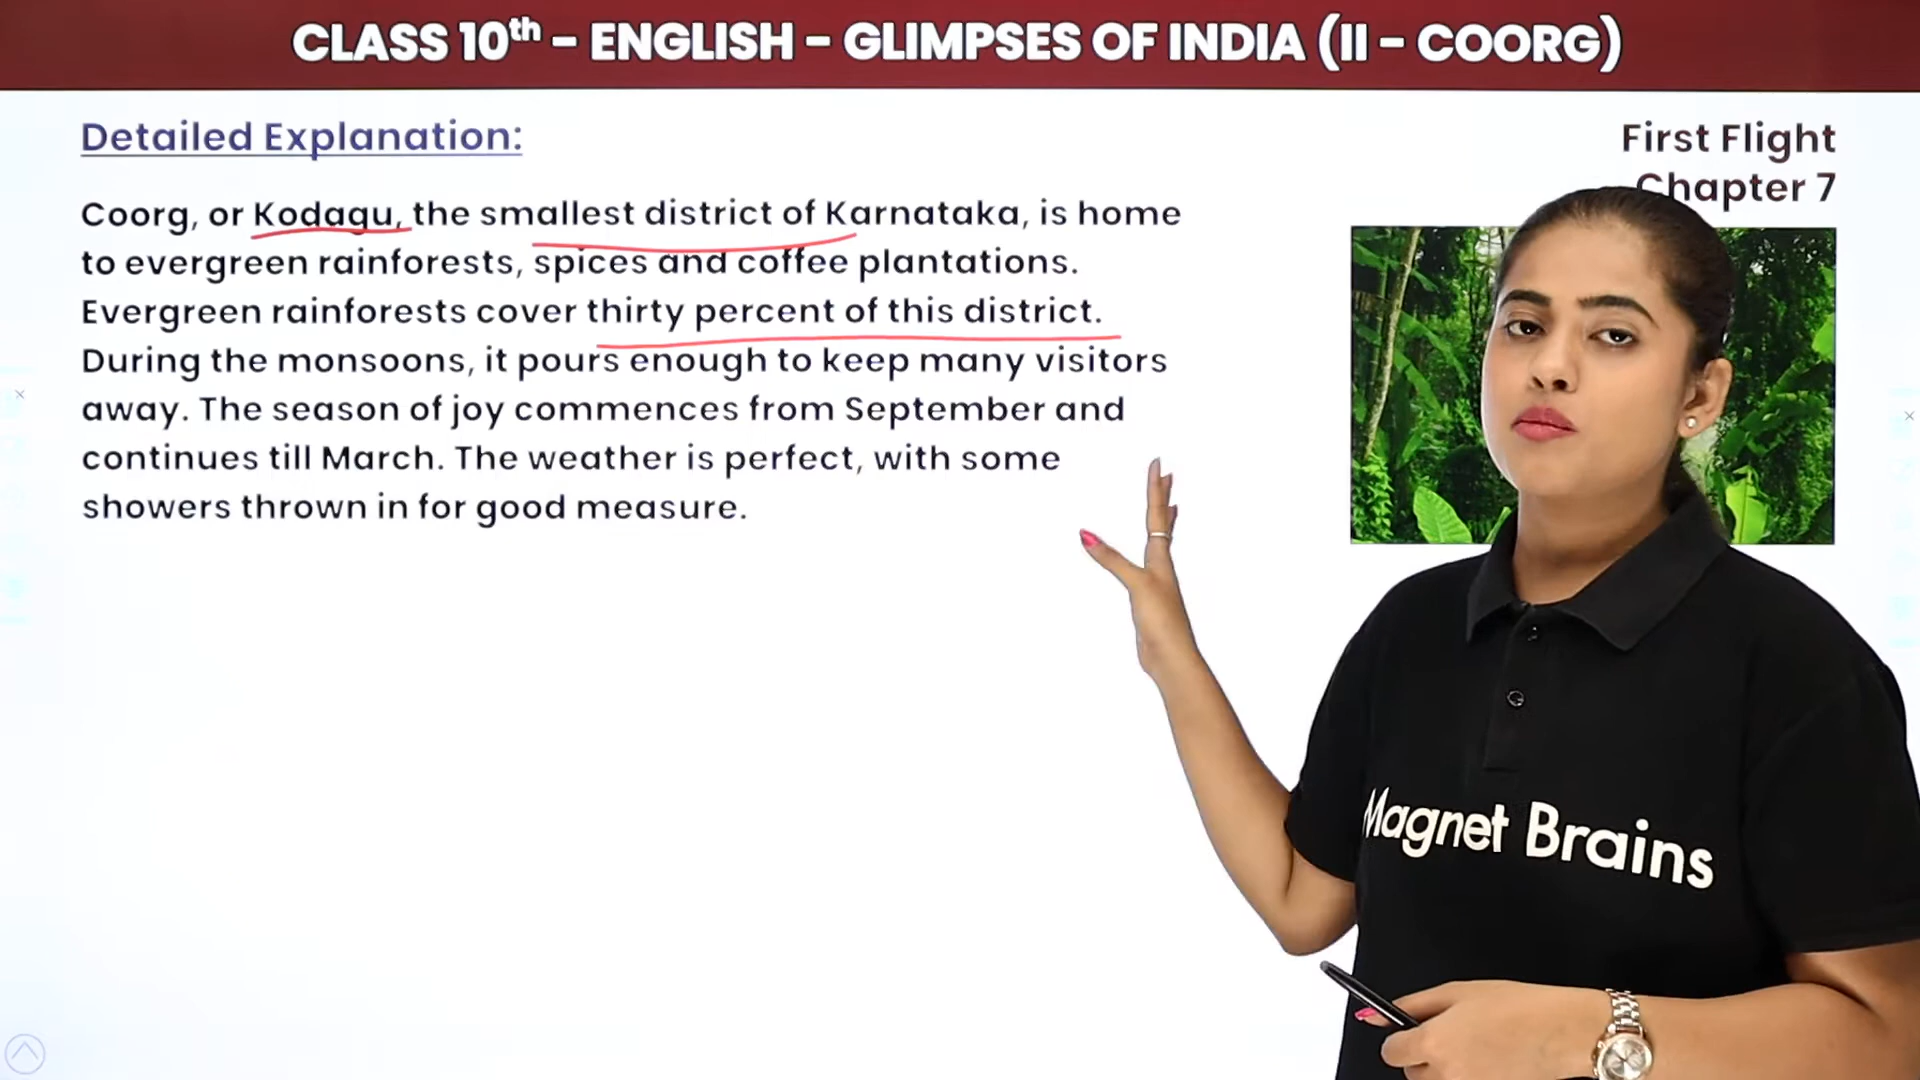 CLASS 10th – ENGLISH – GLIMPSES OF INDIA (II – COORG)
Detailed Explanation:
First Flight
Chapter 7
Coorg, or Kodagu, the smallest district of Karnataka, is home
to evergreen rainforests, spices and coffee plantations.
Evergreen rainforests cover thirty percent of this district.
During the monsoons, it pours enough to keep many visitors
away. The season of joy commences from September and
continues till March. The weather is perfect, with some
showers thrown in for good measure.
Magnet Brains